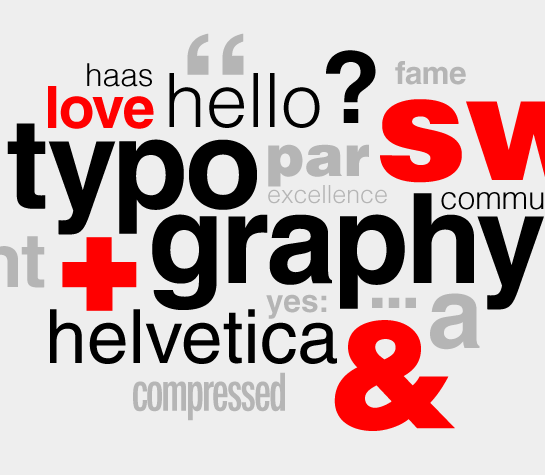 “
haas
love
hello
?
fame
sw
typo
par
excellence
commu
nt
+
graphy
yes:
...
a
helvetica
&
compressed